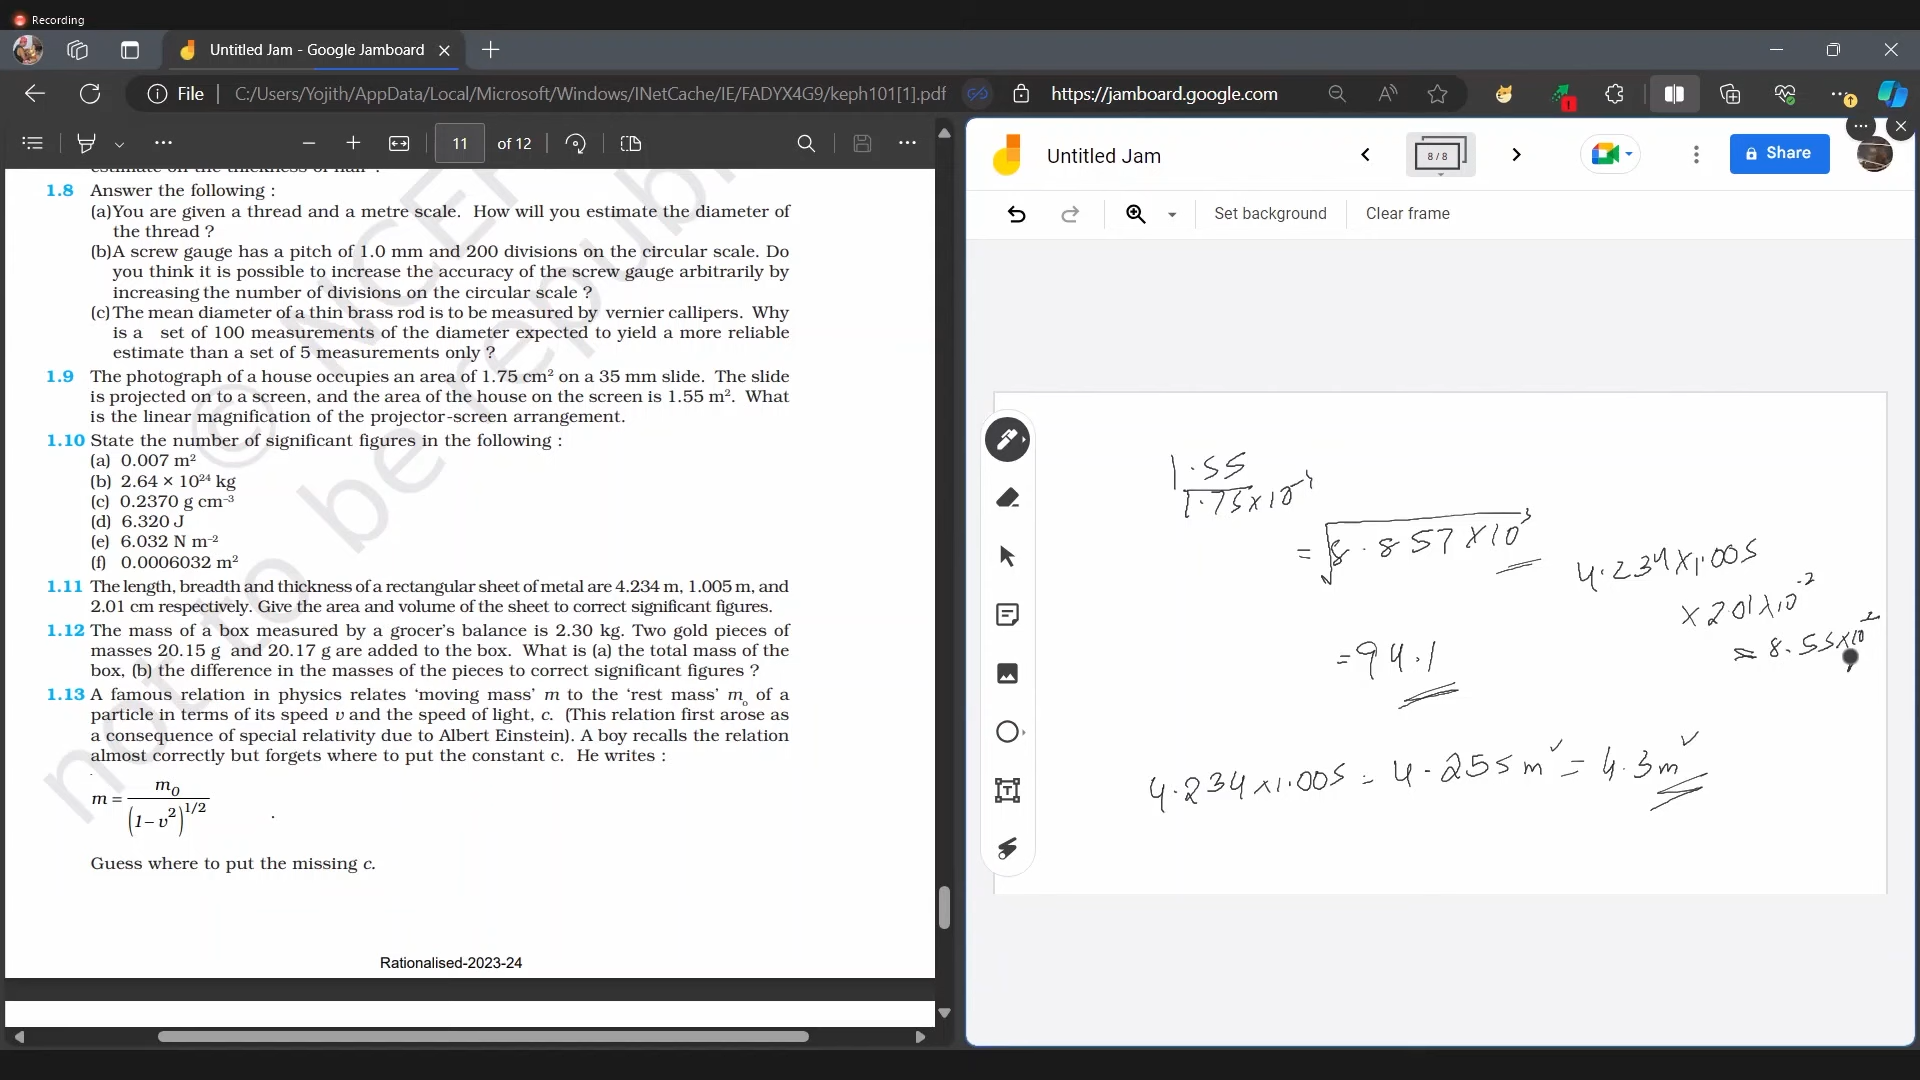 Recording
Untitled Jam - Google Jamboard
File
C:/Users/Yojith/AppData/Local/Microsoft/Windows/INetCache/IE/FADYX4G9/keph101[1].pdf
https://jamboard.google.com
11 of 12
1.8 Answer the following :
(a)You are given a thread and a metre scale. How will you estimate the diameter of
the thread ?
(b)A screw gauge has a pitch of 1.0 mm and 200 divisions on the circular scale. Do
you think it is possible to increase the accuracy of the screw gauge arbitrarily by
increasing the number of divisions on the circular scale ?
(c)The mean diameter of a thin brass rod is to be measured by vernier callipers. Why
is a set of 100 measurements of the diameter expected to yield a more reliable
estimate than a set of 5 measurements only ?
1.9 The photograph of a house occupies an area of 1.75 cm² on a 35 mm slide. The slide
is projected on to a screen, and the area of the house on the screen is 1.55 m². What
is the linear magnification of the projector-screen arrangement.
1.10 State the number of significant figures in the following :
(a) 0.007 m²
(b) 2.64 × 10²⁴ kg
(c) 0.2370 g cm⁻³
(d) 6.320 J
(e) 6.032 N m⁻²
(f) 0.0006032 m²
1.11 The length, breadth and thickness of a rectangular sheet of metal are 4.234 m, 1.005 m, and
2.01 cm respectively. Give the area and volume of the sheet to correct significant figures.
1.12 The mass of a box measured by a grocer's balance is 2.30 kg. Two gold pieces of
masses 20.15 g and 20.17 g are added to the box. What is (a) the total mass of the
box, (b) the difference in the masses of the pieces to correct significant figures ?
1.13 A famous relation in physics relates 'moving mass' m to the 'rest mass' m₀ of a
particle in terms of its speed v and the speed of light, c. (This relation first arose as
a consequence of special relativity due to Albert Einstein). A boy recalls the relation
almost correctly but forgets where to put the constant c. He writes :
m = m₀ / (1−v²)^1/2
Guess where to put the missing c.
Rationalised-2023-24
© NCER
not to be republi
Untitled Jam
8 / 8
Share
Set background
Clear frame
1.55
1.75×10
= √8.857×10³
= 94.1
4.234×1.005
× 2.01×10⁻²
= 8.55×10⁻²
4.234×1.005 = 4.255 m² = 4.3 m²